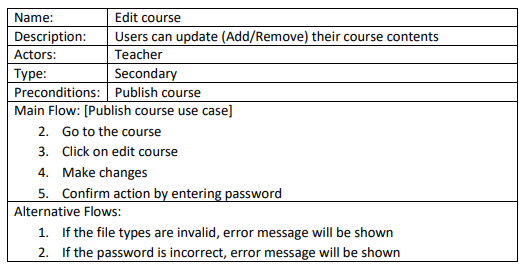 Name: Edit course
Description: Users can update (Add/Remove) their course contents
Actors: Teacher
Type: Secondary
Preconditions: Publish course
Main Flow: [Publish course use case]
2. Go to the course
3. Click on edit course
4. Make changes
5. Confirm action by entering password
Alternative Flows:
1. If the file types are invalid, error message will be shown
2. If the password is incorrect, error message will be shown